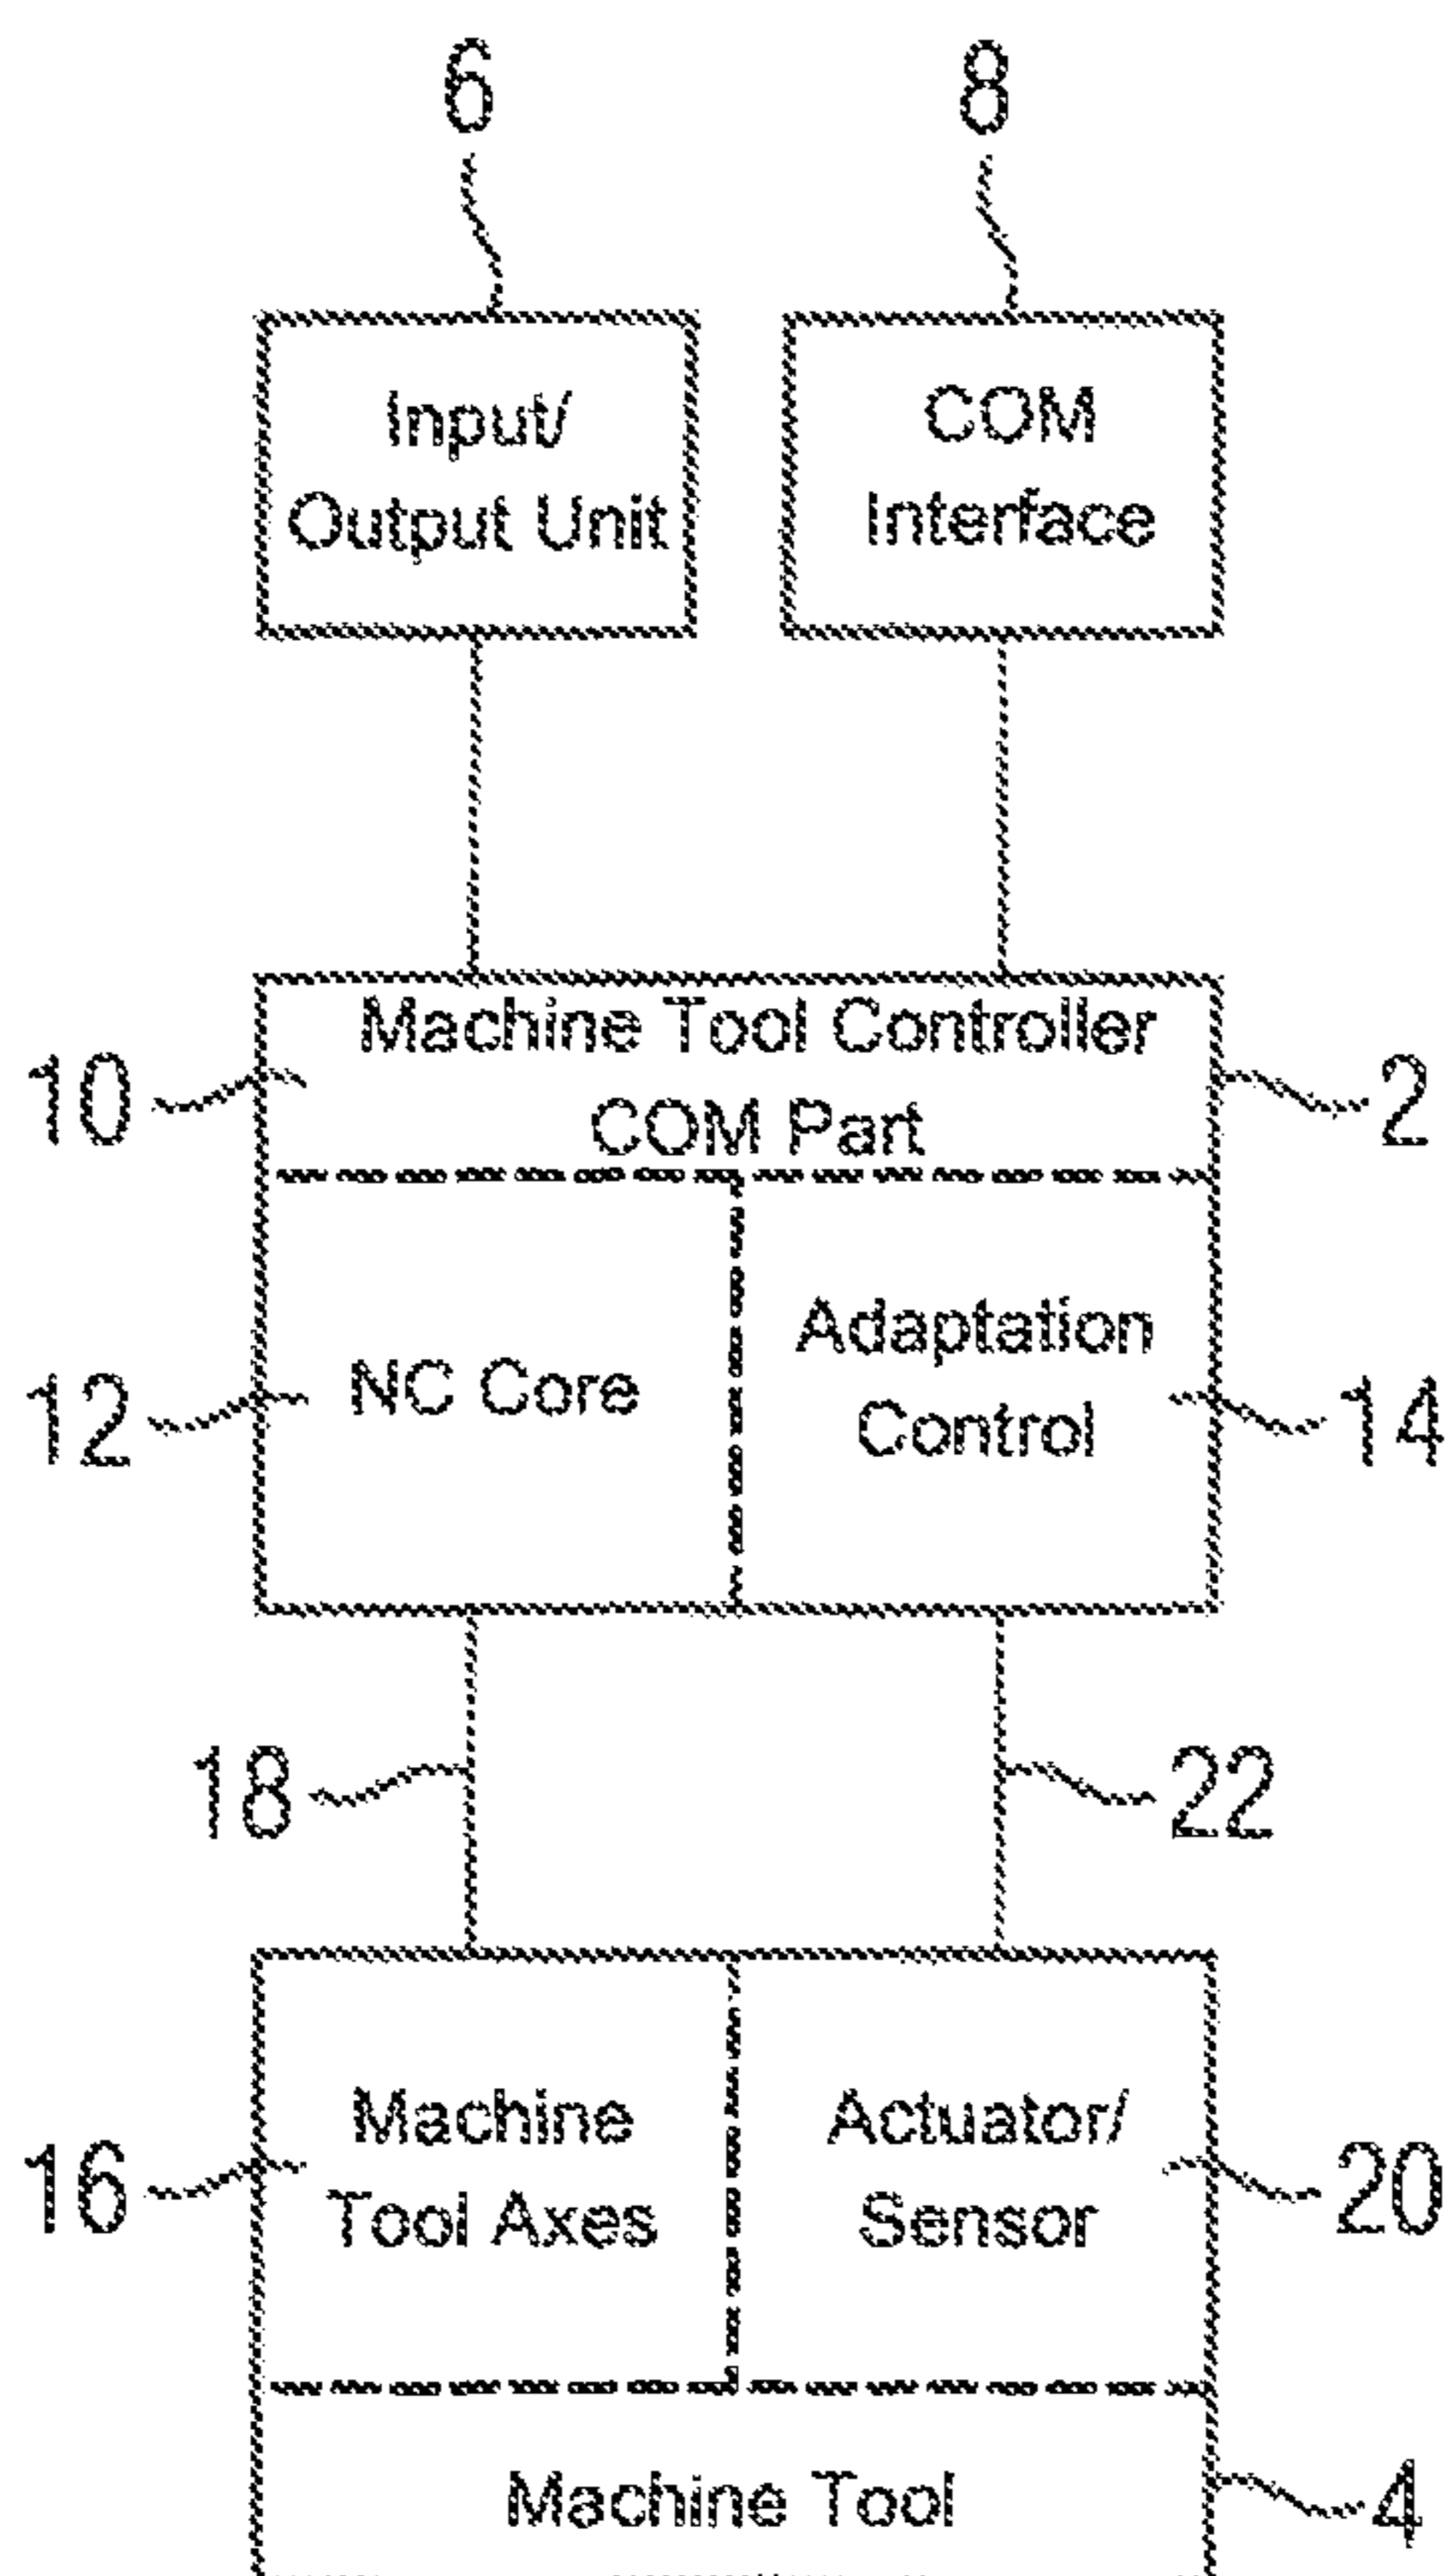 6
8
Input/
Output Unit
COM
Interface
Machine Tool Controller
COM Part
10
2
NC Core
Adaptation
Control
12
14
18
22
Machine
Tool Axes
Actuator/
Sensor
16
20
Machine Tool
4